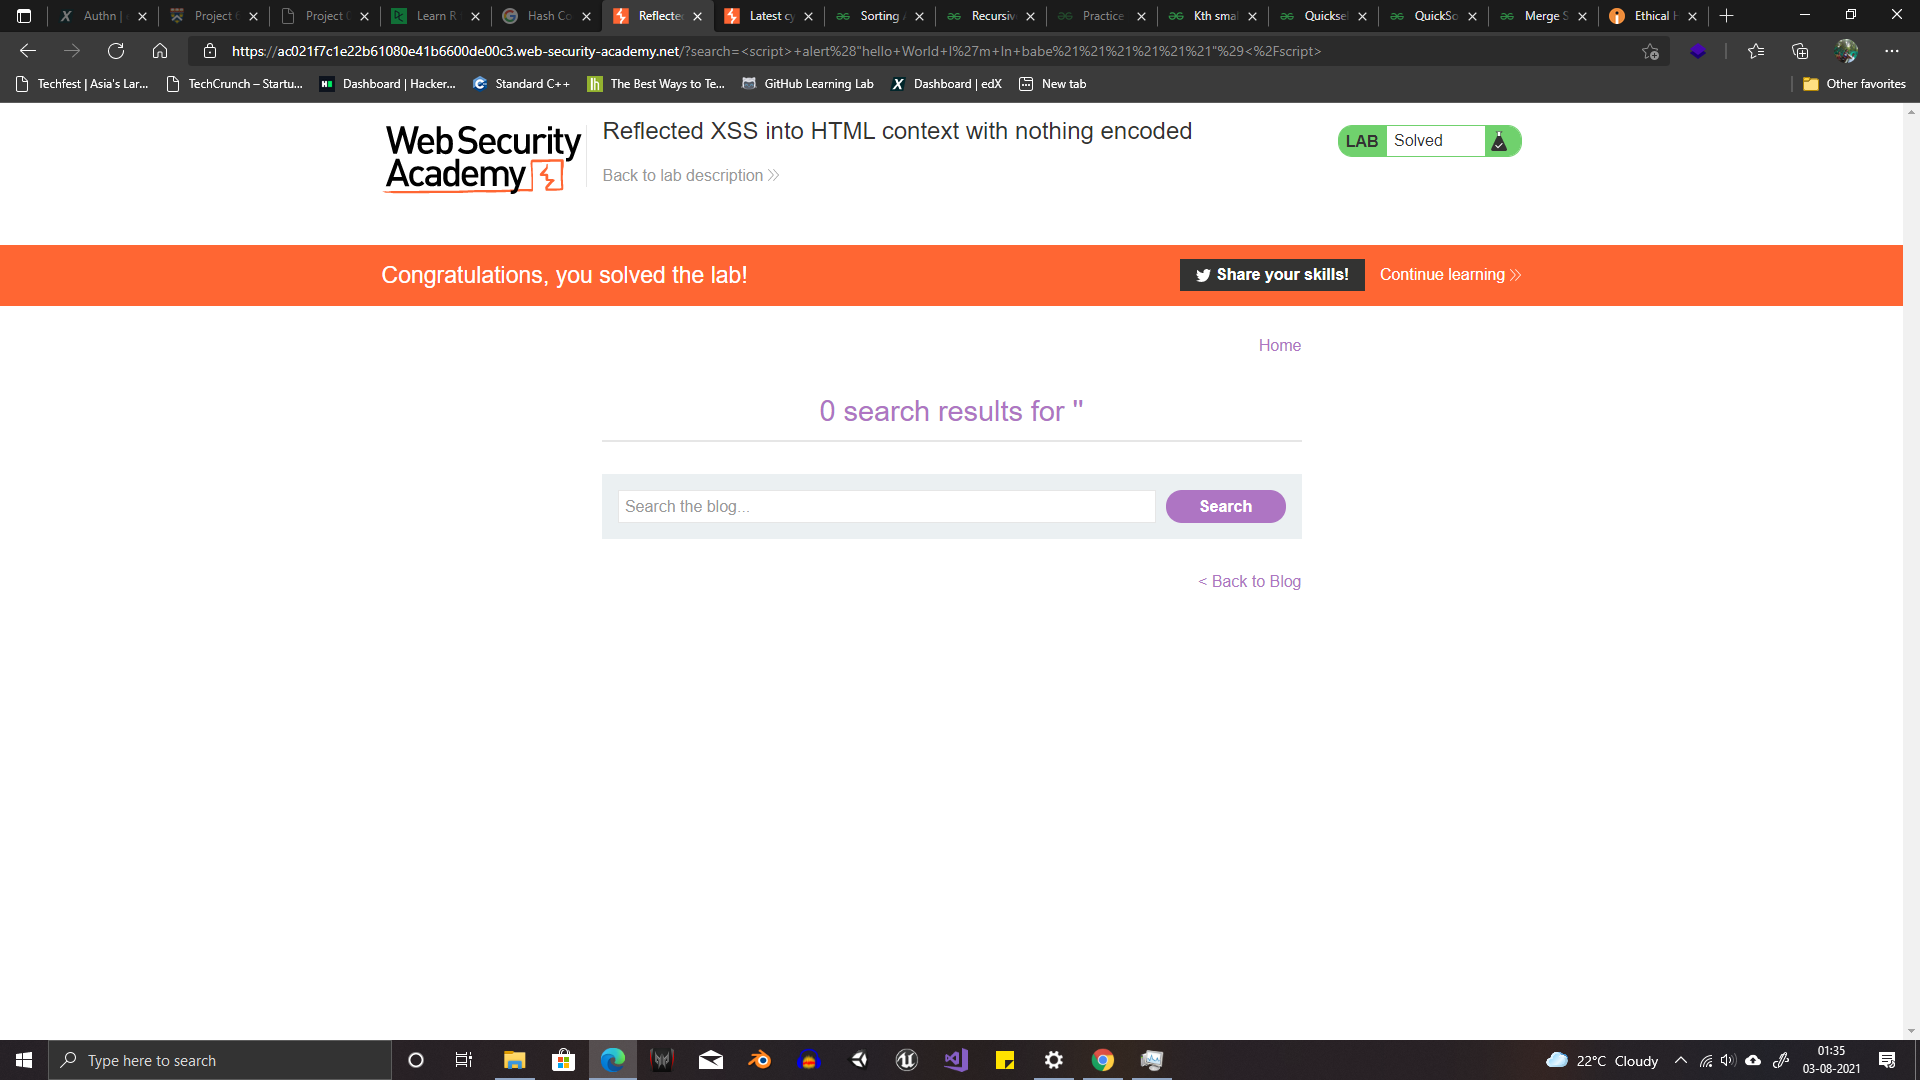 Authn |
Project 6
Project 0
Learn R
Hash Co
Reflecte
Latest cy
Sorting
Recursiv
Practice
Kth smal
Quicksel
QuickSo
Merge S
Ethical H
https://ac021f7c1e22b61080e41b6600de00c3.web-security-academy.net/?search=<script>+alert%28"hello+World+I%27m+In+babe%21%21%21%21%21%21"%29<%2Fscript>
Techfest | Asia's Lar...
TechCrunch – Startu...
Dashboard | Hacker...
Standard C++
The Best Ways to Te...
GitHub Learning Lab
Dashboard | edX
New tab
Other favorites
Web Security
Academy
Reflected XSS into HTML context with nothing encoded
Back to lab description
LAB Solved
Congratulations, you solved the lab!
Share your skills!
Continue learning
Home
0 search results for ''
Search the blog...
Search
< Back to Blog
Type here to search
22°C Cloudy
01:35
03-08-2021